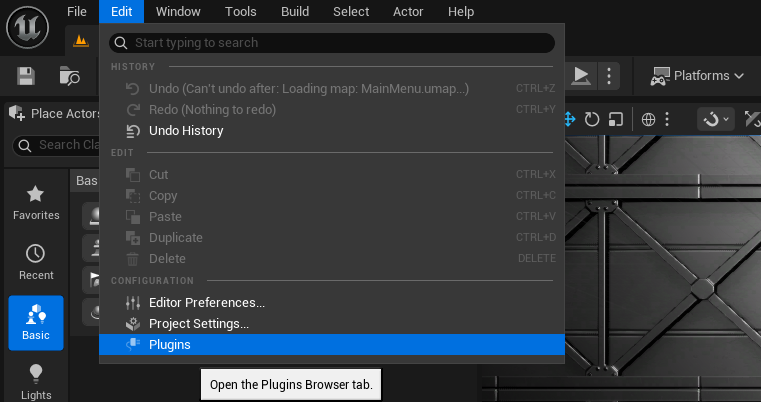 File Edit Window Tools Build Select Actor Help
Start typing to search
HISTORY
Undo (Can't undo after: Loading map: MainMenu.umap...) CTRL+Z
Redo (Nothing to redo) CTRL+Y
Undo History
EDIT
Cut CTRL+X
Copy CTRL+C
Paste CTRL+V
Duplicate CTRL+D
Delete DELETE
CONFIGURATION
Editor Preferences...
Project Settings...
Plugins
Open the Plugins Browser tab.
Platforms
Place Actors
Search Cla
Bas
Favorites
Recent
Basic
Lights